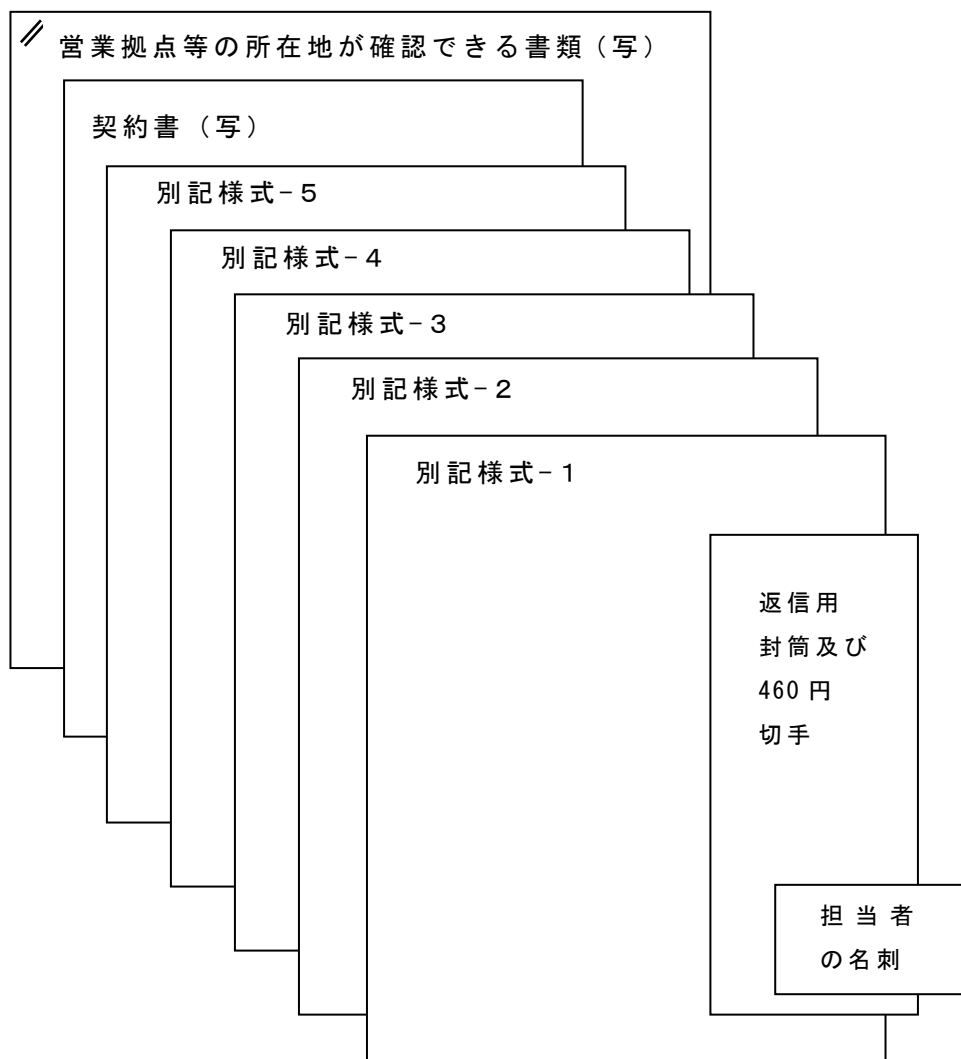 営業拠点等の所在地が確認できる書類（写）
契約書（写）
別記様式−５
別記様式−４
別記様式−３
別記様式−２
別記様式−１
返信用
封筒及び
460円
切手
担当者
の名刺